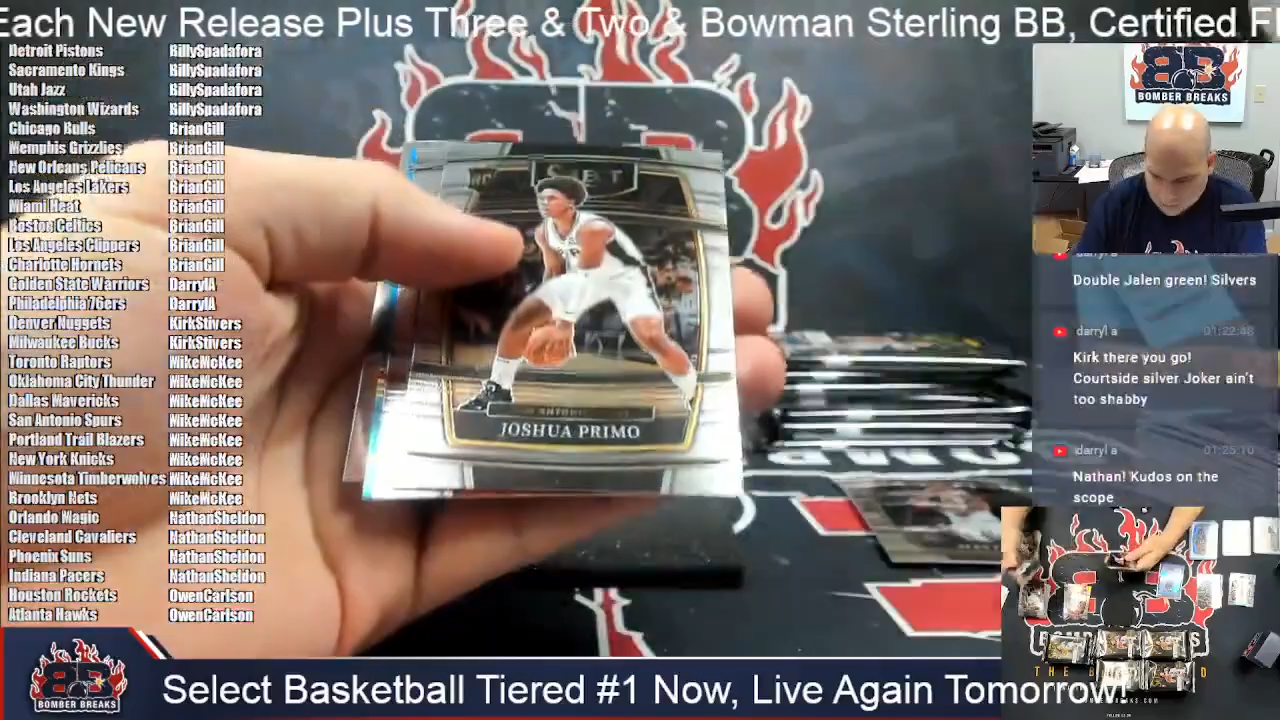 Each New Release Plus Three & Two & Bowman Sterling BB, Certified F
Detroit Pistons BillySpadafora
Sacramento Kings BillySpadafora
Utah Jazz BillySpadafora
Washington Wizards BillySpadafora
Chicago Bulls BrianGill
Memphis Grizzlies BrianGill
New Orleans Pelicans BrianGill
Los Angeles Lakers BrianGill
Miami Heat BrianGill
Boston Celtics BrianGill
Los Angeles Clippers BrianGill
Charlotte Hornets BrianGill
Golden State Warriors DarrylA
Philadelphia 76ers DarrylA
Denver Nuggets KirkStivers
Milwaukee Bucks KirkStivers
Toronto Raptors MikeMcKee
Oklahoma City Thunder MikeMcKee
Dallas Mavericks MikeMcKee
San Antonio Spurs MikeMcKee
Portland Trail Blazers MikeMcKee
New York Knicks MikeMcKee
Minnesota Timberwolves MikeMcKee
Brooklyn Nets MikeMcKee
Orlando Magic NathanSheldon
Cleveland Cavaliers NathanSheldon
Phoenix Suns NathanSheldon
Indiana Pacers NathanSheldon
Houston Rockets OwenCarlson
Atlanta Hawks OwenCarlson
JOSHUA PRIMO
BOMBER BREAKS
darryl a
Double Jalen green! Silvers
darryl a 01:22:48
Kirk there you go!
Courtside silver Joker ain't
too shabby
darryl a 01:25:10
Nathan! Kudos on the
scope
BOMBER BREAKS
Select Basketball Tiered #1 Now, Live Again Tomorrow!